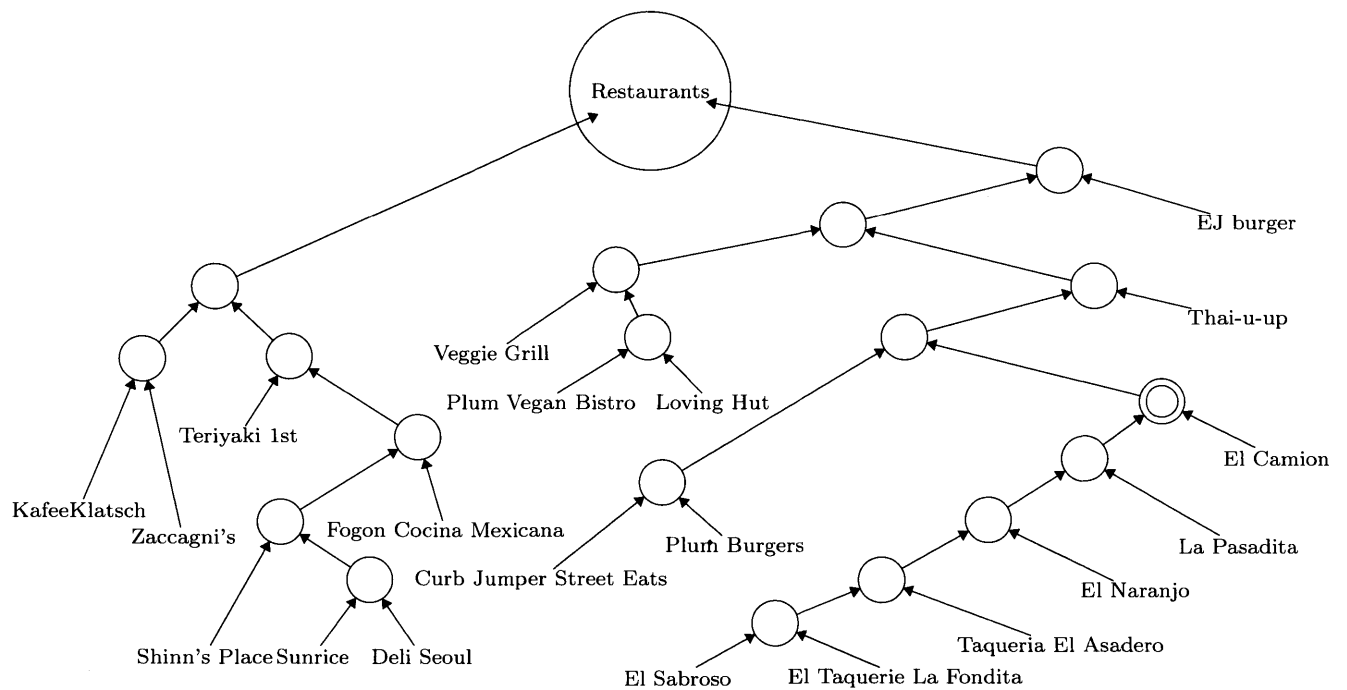 Restaurants
EJ burger
Thai-u-up
Veggie Grill
Plum Vegan Bistro
Loving Hut
Teriyaki 1st
El Camion
KafeeKlatsch
Zaccagni's
Fogon Cocina Mexicana
Plum Burgers
La Pasadita
Curb Jumper Street Eats
El Naranjo
Taqueria El Asadero
Shinn's Place
Sunrice
Deli Seoul
El Sabroso
El Taquerie La Fondita